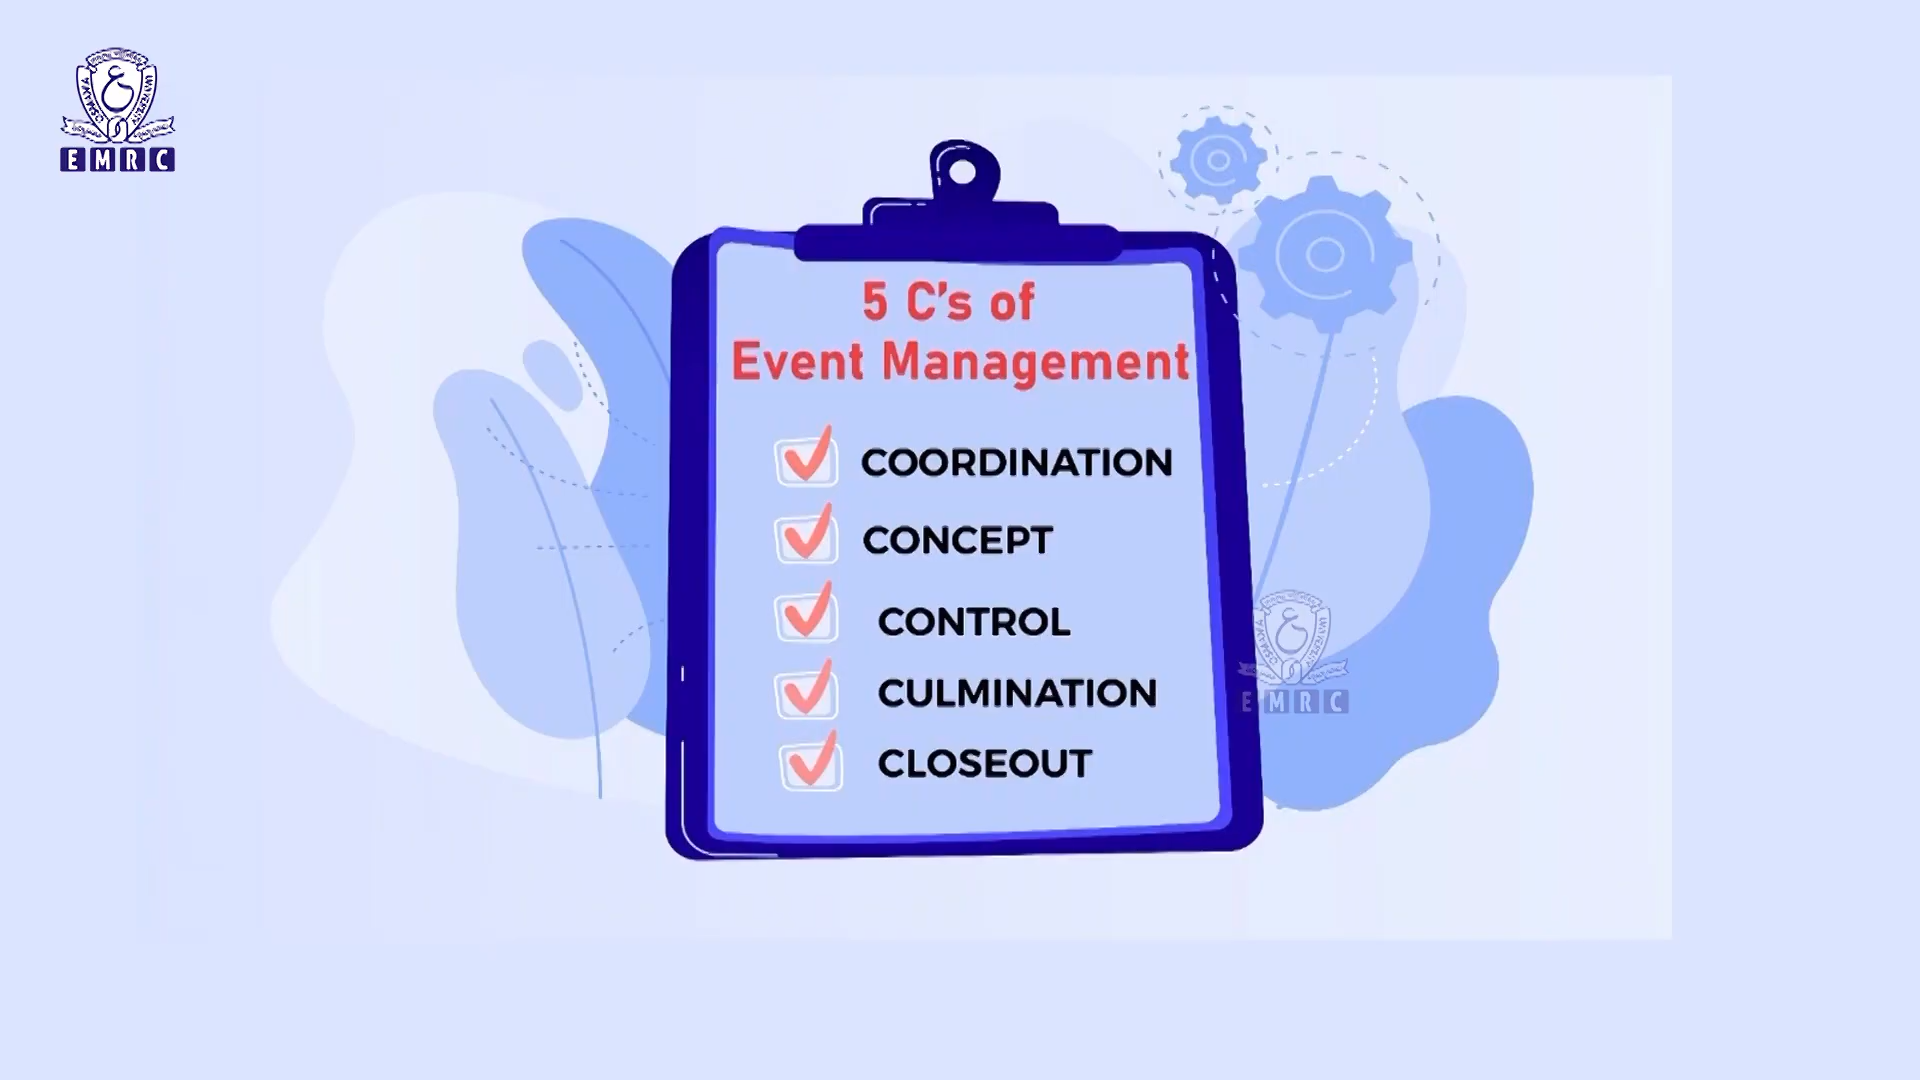 EMRC
5 C's of
Event Management
COORDINATION
CONCEPT
CONTROL
CULMINATION
CLOSEOUT
EMRC